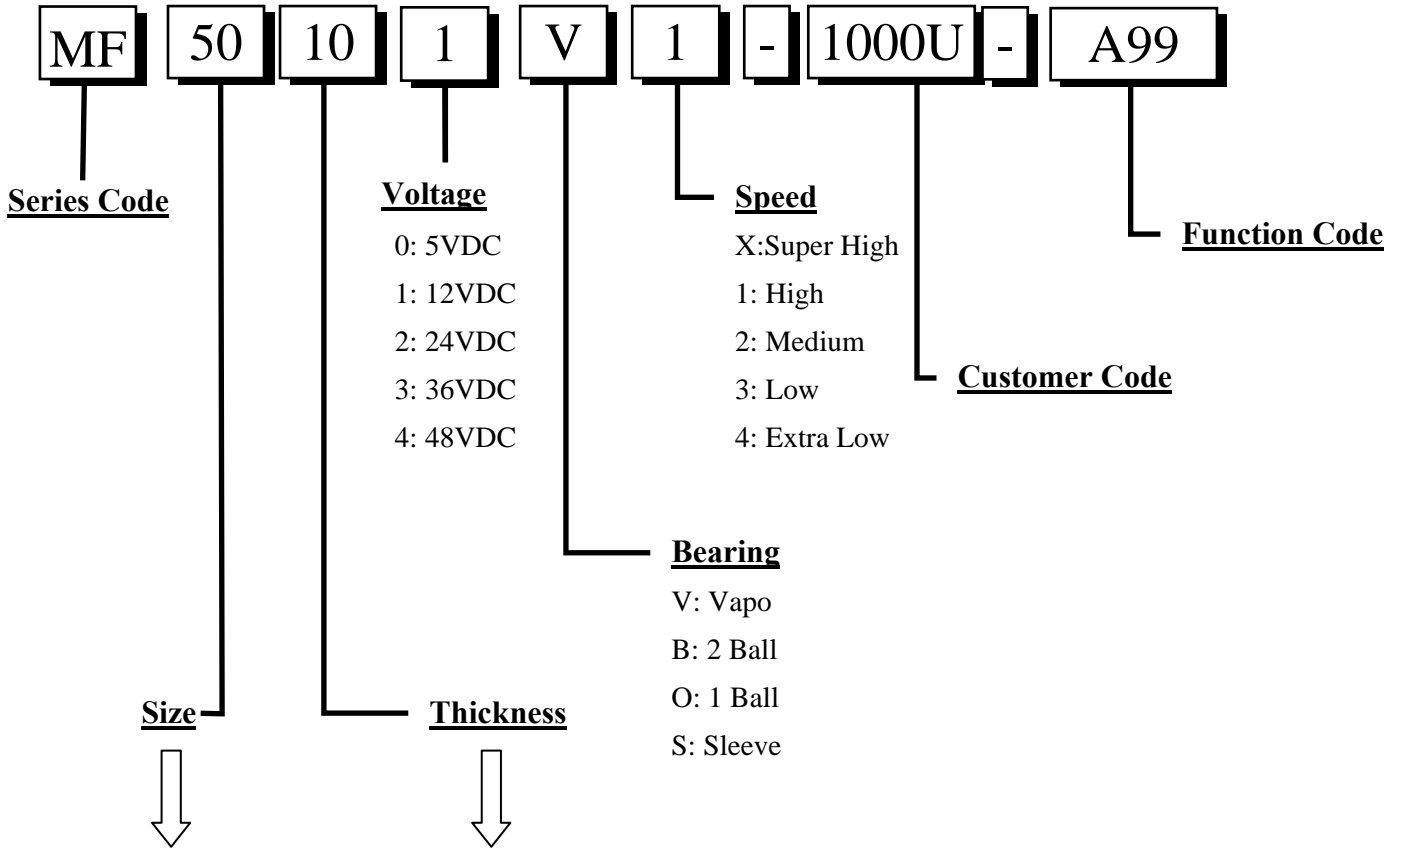 MF 50 10 1 V 1 - 1000U - A99
Series Code
Voltage
0: 5VDC
1: 12VDC
2: 24VDC
3: 36VDC
4: 48VDC
Speed
X:Super High
1: High
2: Medium
3: Low
4: Extra Low
Function Code
Customer Code
Bearing
V: Vapo
B: 2 Ball
O: 1 Ball
S: Sleeve
Size
Thickness